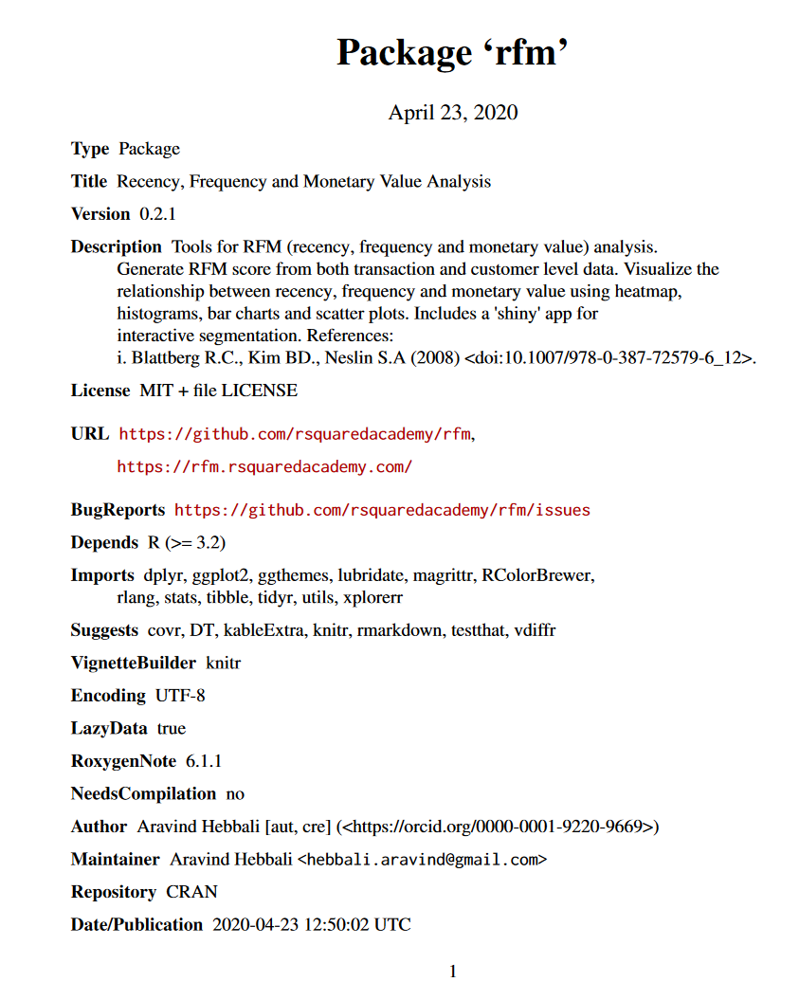 Package ‘rfm’
April 23, 2020
Type Package
Title Recency, Frequency and Monetary Value Analysis
Version 0.2.1
Description Tools for RFM (recency, frequency and monetary value) analysis.
Generate RFM score from both transaction and customer level data. Visualize the
relationship between recency, frequency and monetary value using heatmap,
histograms, bar charts and scatter plots. Includes a 'shiny' app for
interactive segmentation. References:
i. Blattberg R.C., Kim BD., Neslin S.A (2008) <doi:10.1007/978-0-387-72579-6_12>.
License MIT + file LICENSE
URL https://github.com/rsquaredacademy/rfm,
https://rfm.rsquaredacademy.com/
BugReports https://github.com/rsquaredacademy/rfm/issues
Depends R (>= 3.2)
Imports dplyr, ggplot2, ggthemes, lubridate, magrittr, RColorBrewer,
rlang, stats, tibble, tidyr, utils, xplorerr
Suggests covr, DT, kableExtra, knitr, rmarkdown, testthat, vdiffr
VignetteBuilder knitr
Encoding UTF-8
LazyData true
RoxygenNote 6.1.1
NeedsCompilation no
Author Aravind Hebbali [aut, cre] (<https://orcid.org/0000-0001-9220-9669>)
Maintainer Aravind Hebbali <hebbali.aravind@gmail.com>
Repository CRAN
Date/Publication 2020-04-23 12:50:02 UTC
1